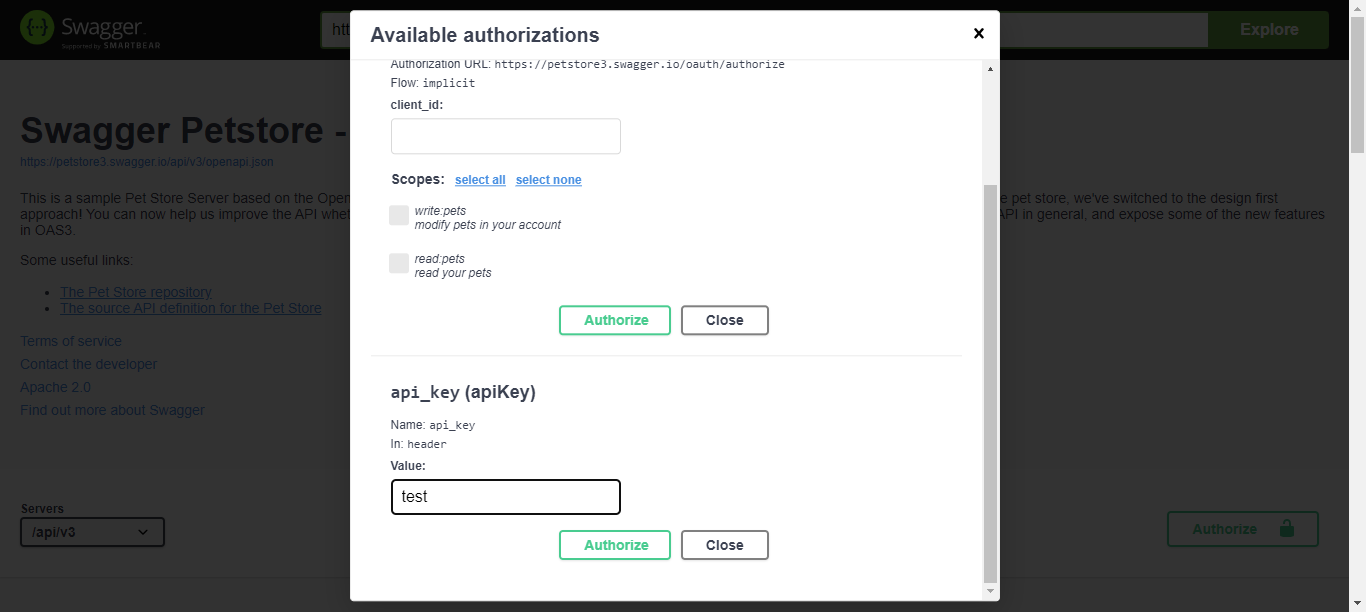 {···} Swagger.
Supported by SMARTBEAR
htt
Explore
Available authorizations
×
Authorization URL: https://petstore3.swagger.io/oauth/authorize
Flow: implicit
client_id:
Scopes: select all select none
write:pets
modify pets in your account
read:pets
read your pets
Authorize
Close
api_key (apiKey)
Name: api_key
In: header
Value:
test
Authorize
Close
Swagger Petstore -
https://petstore3.swagger.io/api/v3/openapi.json
This is a sample Pet Store Server based on the Open
e pet store, we've switched to the design first
approach! You can now help us improve the API whet
API in general, and expose some of the new features
in OAS3.
Some useful links:
• The Pet Store repository
• The source API definition for the Pet Store
Terms of service
Contact the developer
Apache 2.0
Find out more about Swagger
Servers
/api/v3
Authorize